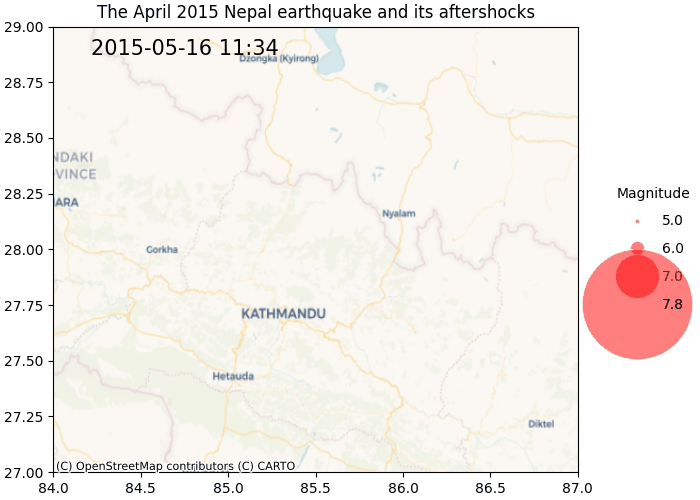 The April 2015 Nepal earthquake and its aftershocks
29.00
2015-05-16 11:34
Dzongka (Kyirong)
28.75
28.50
NDAKI
VINCE
28.25
ARA
Nyalam
Gorkha
28.00
27.75
KATHMANDU
27.50
Hetauda
27.25
Diktel
(C) OpenStreetMap contributors (C) CARTO
27.00
84.0 84.5 85.0 85.5 86.0 86.5 87.0
Magnitude
5.0
6.0
7.0
7.8